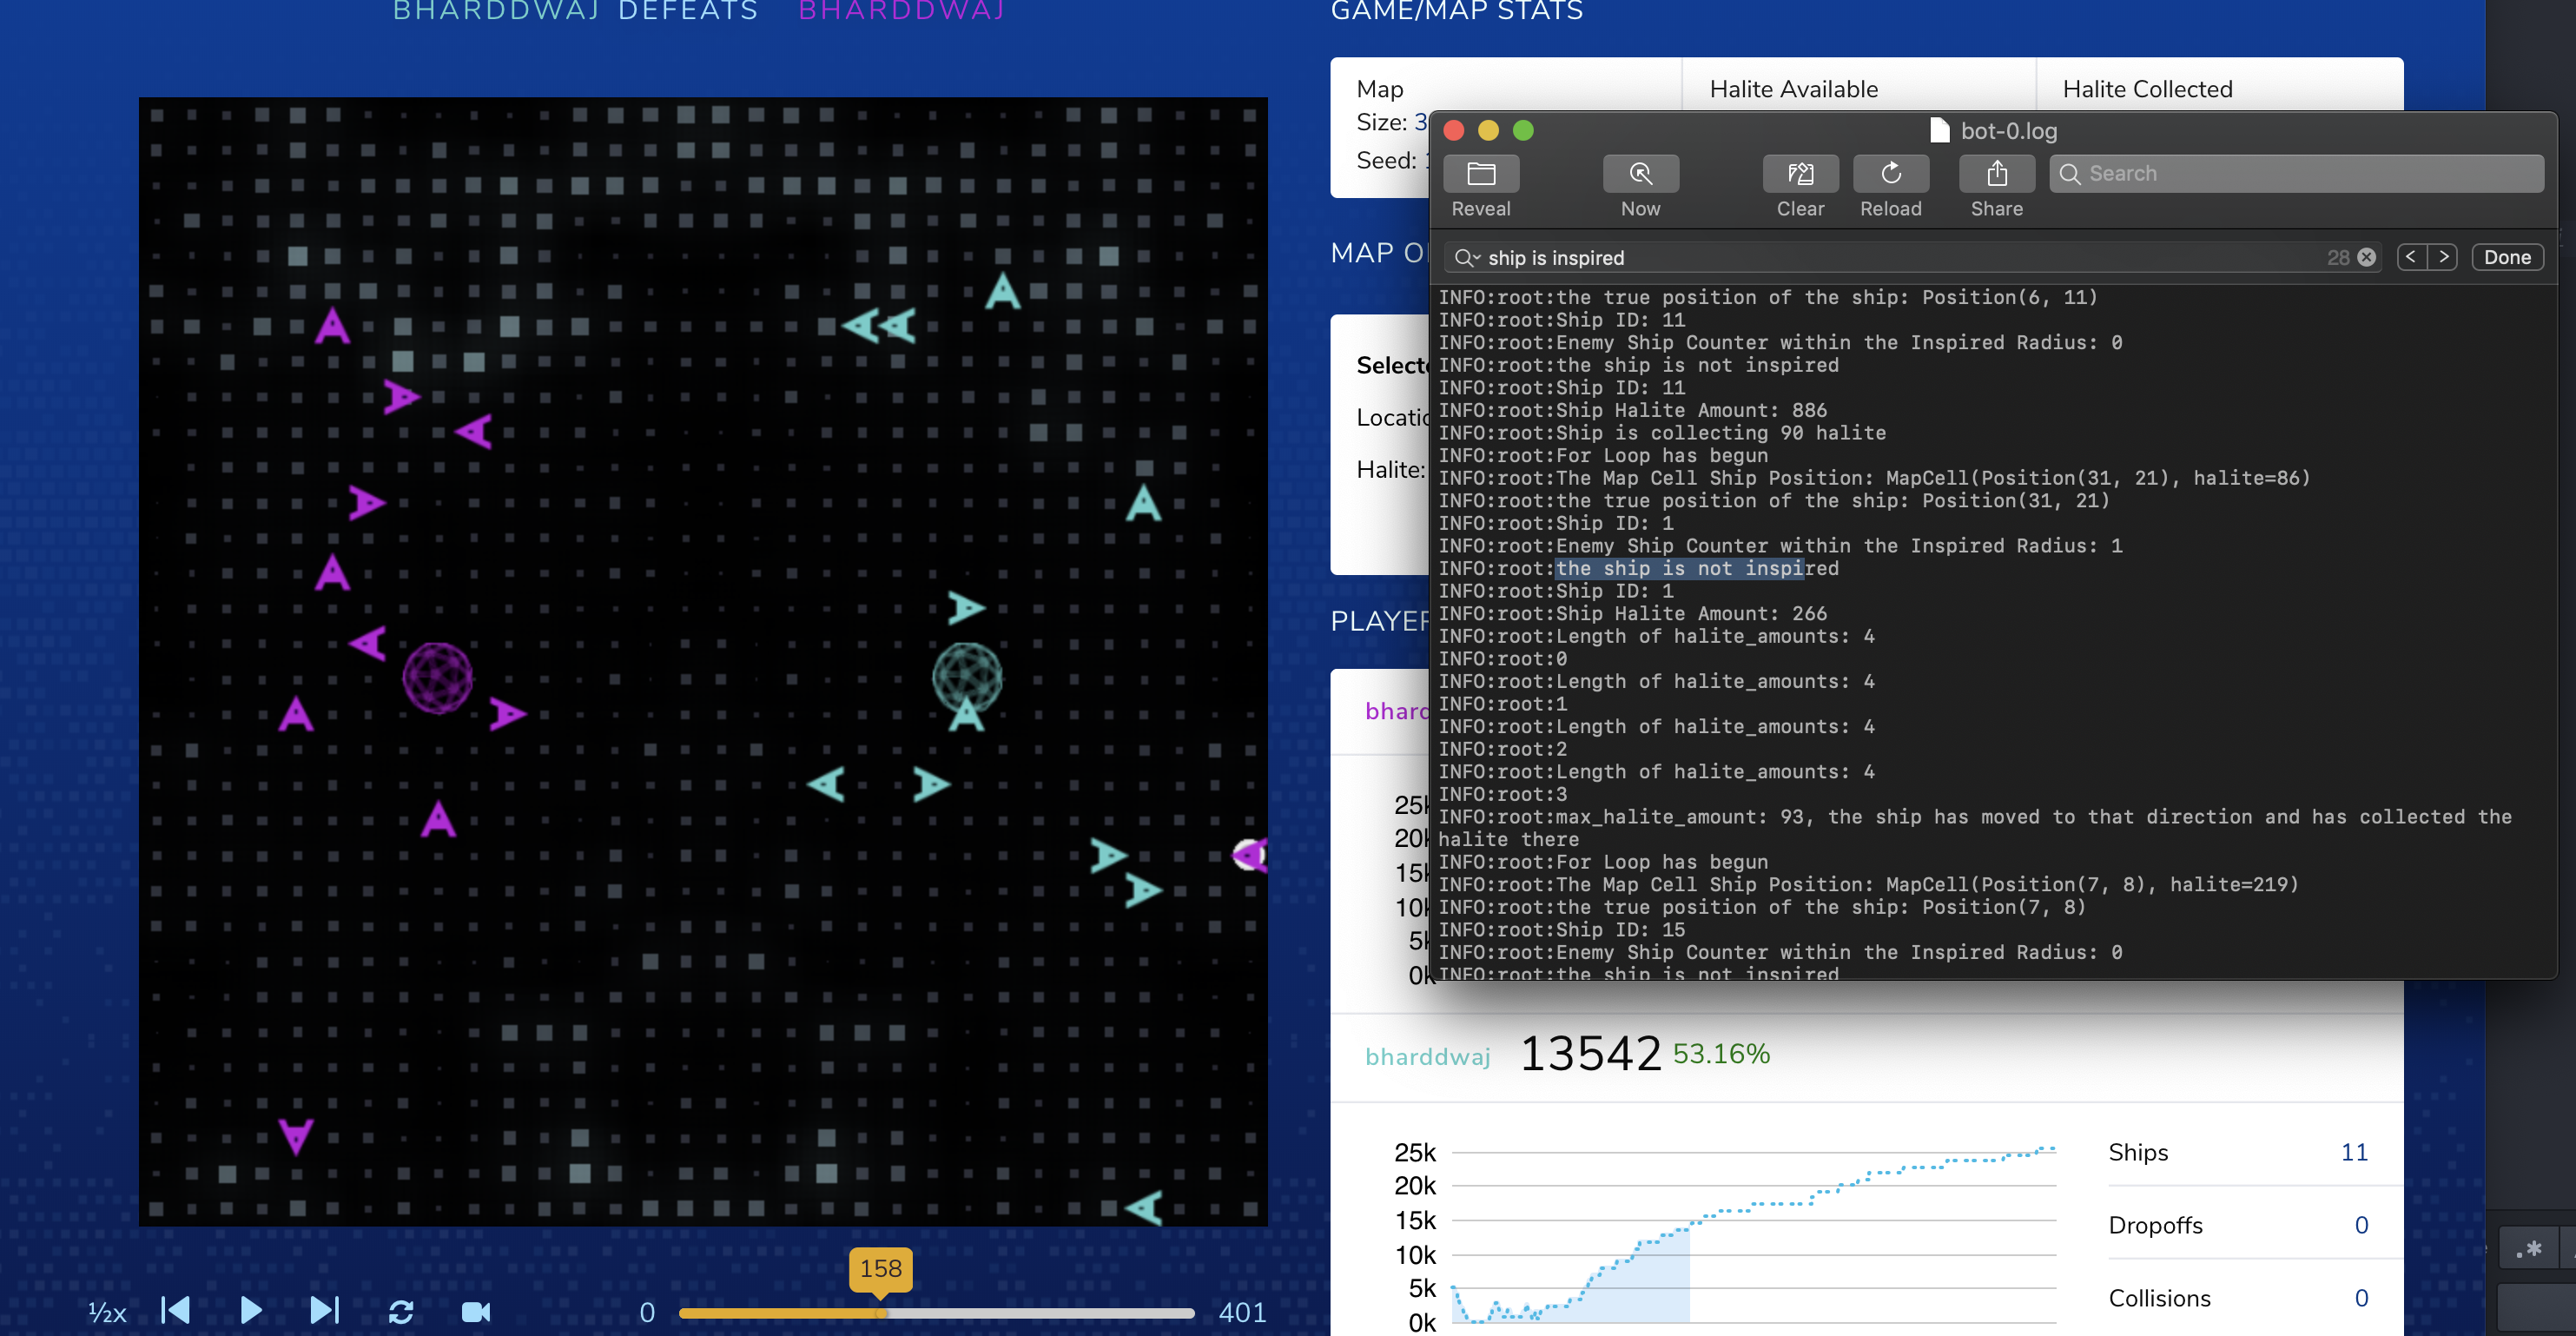 BHARDDWAJ DEFEATS BHARDDWAJ
GAME/MAP STATS
Map
Size: 3
Seed:
Halite Available
Halite Collected
MAP O
Selecte
Locatio
Halite:
PLAYER
bhard
25k
20k
15k
10k
5k
0k
bot-0.log
Reveal
Now
Clear
Reload
Share
Search
ship is inspired
28
< >
Done
INFO:root:the true position of the ship: Position(6, 11)
INFO:root:Ship ID: 11
INFO:root:Enemy Ship Counter within the Inspired Radius: 0
INFO:root:the ship is not inspired
INFO:root:Ship ID: 11
INFO:root:Ship Halite Amount: 886
INFO:root:Ship is collecting 90 halite
INFO:root:For Loop has begun
INFO:root:The Map Cell Ship Position: MapCell(Position(31, 21), halite=86)
INFO:root:the true position of the ship: Position(31, 21)
INFO:root:Ship ID: 1
INFO:root:Enemy Ship Counter within the Inspired Radius: 1
INFO:root:the ship is not inspired
INFO:root:Ship ID: 1
INFO:root:Ship Halite Amount: 266
INFO:root:Length of halite_amounts: 4
INFO:root:0
INFO:root:Length of halite_amounts: 4
INFO:root:1
INFO:root:Length of halite_amounts: 4
INFO:root:2
INFO:root:Length of halite_amounts: 4
INFO:root:3
INFO:root:max_halite_amount: 93, the ship has moved to that direction and has collected the
halite there
INFO:root:For Loop has begun
INFO:root:The Map Cell Ship Position: MapCell(Position(7, 8), halite=219)
INFO:root:the true position of the ship: Position(7, 8)
INFO:root:Ship ID: 15
INFO:root:Enemy Ship Counter within the Inspired Radius: 0
INFO:root:the ship is not inspired
bharddwaj 13542 53.16%
25k
20k
15k
10k
5k
0k
Ships 11
Dropoffs 0
Collisions 0
158
½x
0
401
.*